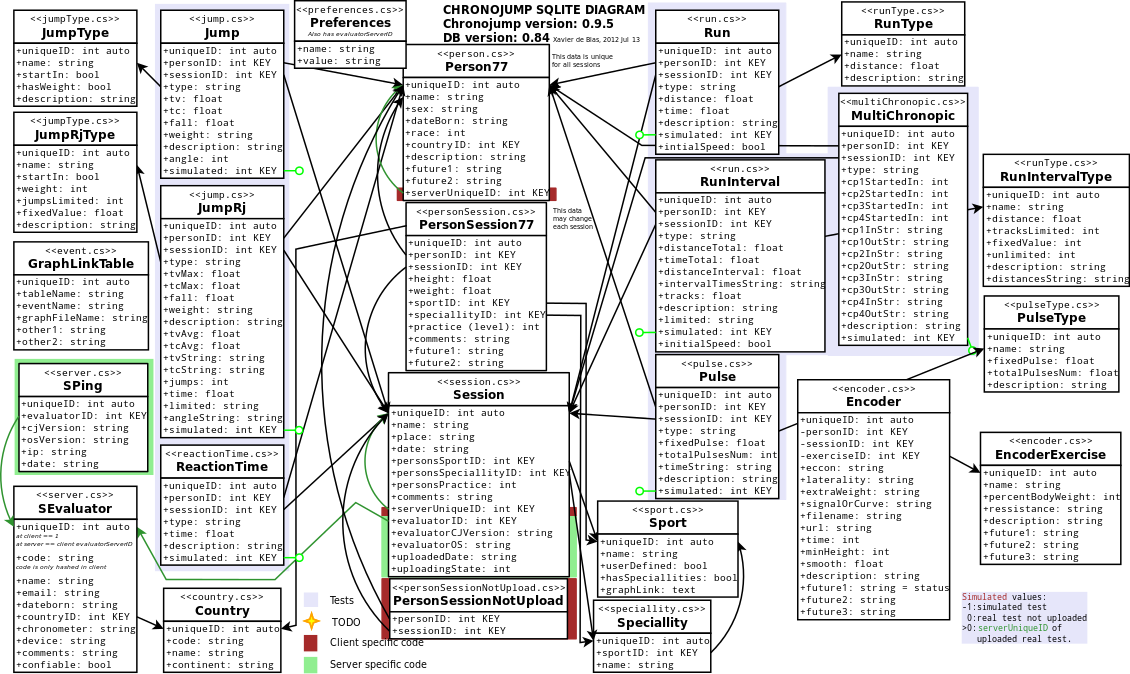 CHRONOJUMP SQLITE DIAGRAM
Chronojump version: 0.9.5
DB version: 0.84 Xavier de Blas, 2012 Jul 13
<<jumpType.cs>>
JumpType
+uniqueID: int auto
+name: string
+startIn: bool
+hasWeight: bool
+description: string
<<jumpType.cs>>
JumpRjType
+uniqueID: int auto
+name: string
+startIn: bool
+weight: int
+jumpsLimited: int
+fixedValue: float
+description: string
<<event.cs>>
GraphLinkTable
+uniqueID: int auto
+tableName: string
+eventName: string
+graphFileName: string
+other1: string
+other2: string
<<server.cs>>
SPing
+uniqueID: int auto
+evaluatorID: int KEY
+cjVersion: string
+osVersion: string
+ip: string
+date: string
<<server.cs>>
SEvaluator
+uniqueID: int auto
at client == 1
at server == client evaluatorServerID
+code: string
code is only hashed in client
+name: string
+email: string
+dateborn: string
+countryID: int KEY
+chronometer: string
+device: string
+comments: string
+confiable: bool
<<jump.cs>>
Jump
+uniqueID: int auto
+personID: int KEY
+sessionID: int KEY
+type: string
+tv: float
+tc: float
+fall: float
+weight: string
+description: string
+angle: int
+simulated: int KEY
<<jump.cs>>
JumpRj
+uniqueID: int auto
+personID: int KEY
+sessionID: int KEY
+type: string
+tvMax: float
+tcMax: float
+fall: float
+weight: string
+description: string
+tvAvg: float
+tcAvg: float
+tvString: string
+tcString: string
+jumps: int
+time: float
+limited: string
+angleString: string
+simulated: int KEY
<<reactionTime.cs>>
ReactionTime
+uniqueID: int auto
+personID: int KEY
+sessionID: int KEY
+type: string
+time: float
+description: string
+simulated: int KEY
<<country.cs>>
Country
+uniqueID: int auto
+code: string
+name: string
+continent: string
<<preferences.cs>>
Preferences
Also has evaluatorServerID
+name: string
+value: string
<<person.cs>>
Person77
+uniqueID: int auto
+name: string
+sex: string
+dateBorn: string
+race: int
+countryID: int KEY
+description: string
+future1: string
+future2: string
+serverUniqueID: int KEY
This data is unique
for all sessions
<<personSession.cs>>
PersonSession77
+uniqueID: int auto
+personID: int KEY
+sessionID: int KEY
+height: float
+weight: float
+sportID: int KEY
+speciallityID: int KEY
+practice (level): int
+comments: string
+future1: string
+future2: string
This data
may change
each session
<<session.cs>>
Session
+uniqueID: int auto
+name: string
+place: string
+date: string
+personsSportID: int KEY
+personsSpeciallityID: int KEY
+personsPractice: int
+comments: string
+serverUniqueID: int KEY
+evaluatorID: int KEY
+evaluatorCJVersion: string
+evaluatorOS: string
+uploadedDate: string
+uploadingState: int
<<personSessionNotUpload.cs>>
PersonSessionNotUpload
+personID: int KEY
+sessionID: int KEY
Tests
TODO
Client specific code
Server specific code
<<run.cs>>
Run
+uniqueID: int auto
+personID: int KEY
+sessionID: int KEY
+type: string
+distance: float
+time: float
+description: string
+simulated: int KEY
+intialSpeed: bool
<<run.cs>>
RunInterval
+uniqueID: int auto
+personID: int KEY
+sessionID: int KEY
+type: string
+distanceTotal: float
+timeTotal: float
+distanceInterval: float
+intervalTimesString: string
+tracks: float
+description: string
+limited: string
+simulated: int KEY
+initialSpeed: bool
<<pulse.cs>>
Pulse
+uniqueID: int auto
+personID: int KEY
+sessionID: int KEY
+type: string
+fixedPulse: float
+totalPulsesNum: int
+timeString: string
+description: string
+simulated: int KEY
<<sport.cs>>
Sport
+uniqueID: int auto
+name: string
+userDefined: bool
+hasSpeciallities: bool
+graphLink: text
<<speciallity.cs>>
Speciallity
+uniqueID: int auto
+sportID: int KEY
+name: string
<<runType.cs>>
RunType
+uniqueID: int auto
+name: string
+distance: float
+description: string
<<multiChronopic.cs>>
MultiChronopic
+uniqueID: int auto
+personID: int KEY
+sessionID: int KEY
+type: string
+cp1StartedIn: int
+cp2StartedIn: int
+cp3StartedIn: int
+cp4StartedIn: int
+cp1InStr: string
+cp1OutStr: string
+cp2InStr: string
+cp2OutStr: string
+cp3InStr: string
+cp3OutStr: string
+cp4InStr: string
+cp4OutStr: string
+description: string
+simulated: int KEY
<<runType.cs>>
RunIntervalType
+uniqueID: int auto
+name: string
+distance: float
+tracksLimited: int
+fixedValue: int
+unlimited: int
+description: string
+distancesString: string
<<pulseType.cs>>
PulseType
+uniqueID: int auto
+name: string
+fixedPulse: float
+totalPulsesNum: int
+description: string
<<encoder.cs>>
Encoder
+uniqueID: int auto
-personID: int KEY
-sessionID: int KEY
-exerciseID: int KEY
+eccon: string
+laterality: string
+extraWeight: string
+signalOrCurve: string
+filename: string
+url: string
+time: int
+minHeight: int
+smooth: float
+description: string
+future1: string = status
+future2: string
+future3: string
<<encoder.cs>>
EncoderExercise
+uniqueID: int auto
+name: string
+percentBodyWeight: int
+ressistance: string
+description: string
+future1: string
+future2: string
+future3: string
Simulated values:
-1:simulated test
0:real test not uploaded
>0:serverUniqueID of
uploaded real test.